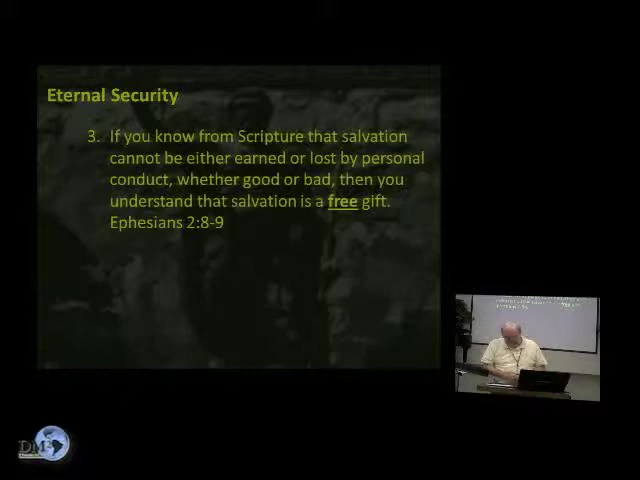 Eternal Security
3. If you know from Scripture that salvation
cannot be either earned or lost by personal
conduct, whether good or bad, then you
understand that salvation is a free gift.
Ephesians 2:8-9